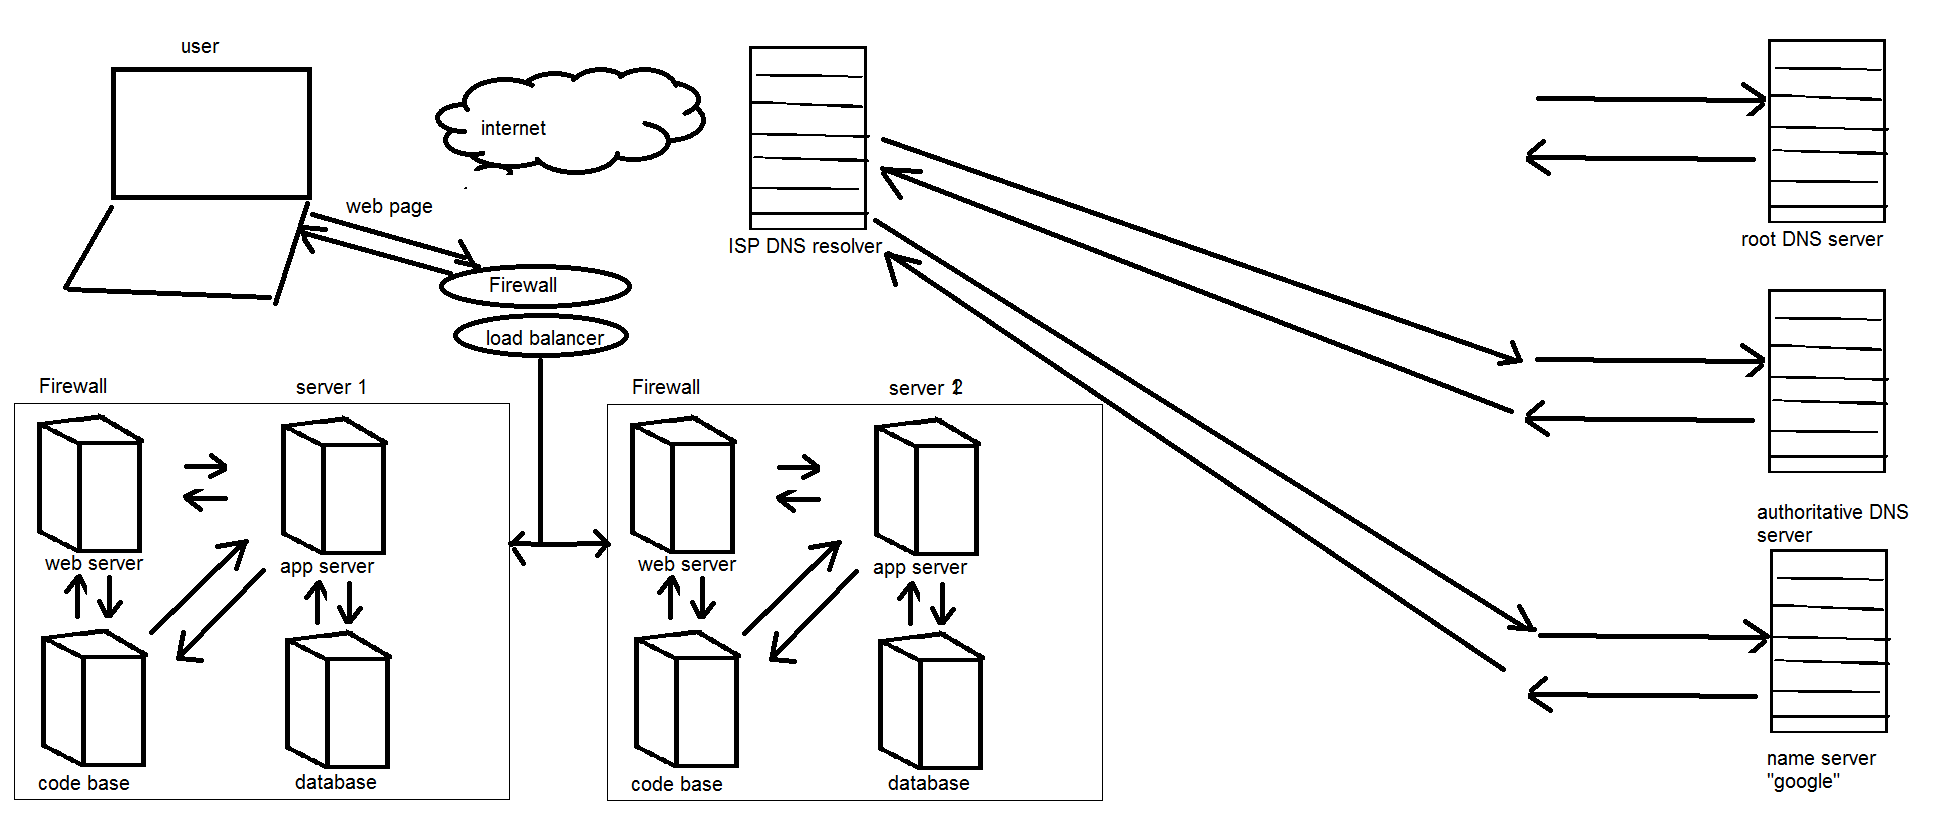 user
internet
web page
ISP DNS resolver
root DNS server
Firewall
load balancer
Firewall
server 1
web server
app server
code base
database
Firewall
server 2
web server
app server
code base
database
authoritative DNS
server
name server
"google"